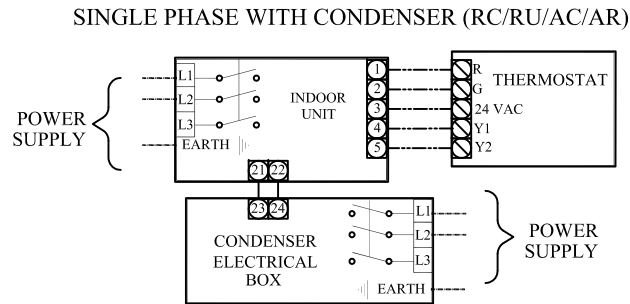 SINGLE PHASE WITH CONDENSER (RC/RU/AC/AR)
L1
L2
L3
EARTH
POWER
SUPPLY
INDOOR
UNIT
1
2
3
4
5
R
G
24 VAC
Y1
Y2
THERMOSTAT
21 22
23 24
CONDENSER
ELECTRICAL
BOX
L1
L2
L3
EARTH
POWER
SUPPLY